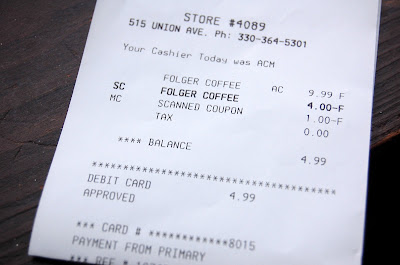 STORE #4089
515 UNION AVE. Ph: 330-364-5301
Your Cashier Today was ACM
FOLGER COFFEE AC 9.99 F
SC FOLGER COFFEE 4.00-F
MC SCANNED COUPON 1.00-F
TAX 0.00
**** BALANCE 4.99
************************************
DEBIT CARD 4.99
APPROVED
*** CARD # ************8015
PAYMENT FROM PRIMARY
*** REF #